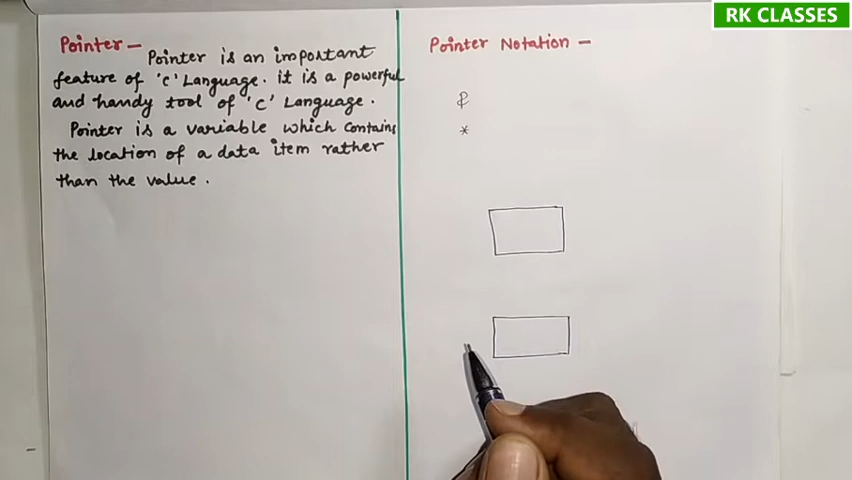 RK CLASSES
Pointer -
Pointer is an important
feature of 'C' Language. it is a powerful
and handy tool of 'C' Language.
Pointer is a variable which contains
the location of a data item rather
than the value.
Pointer Notation -
&
*